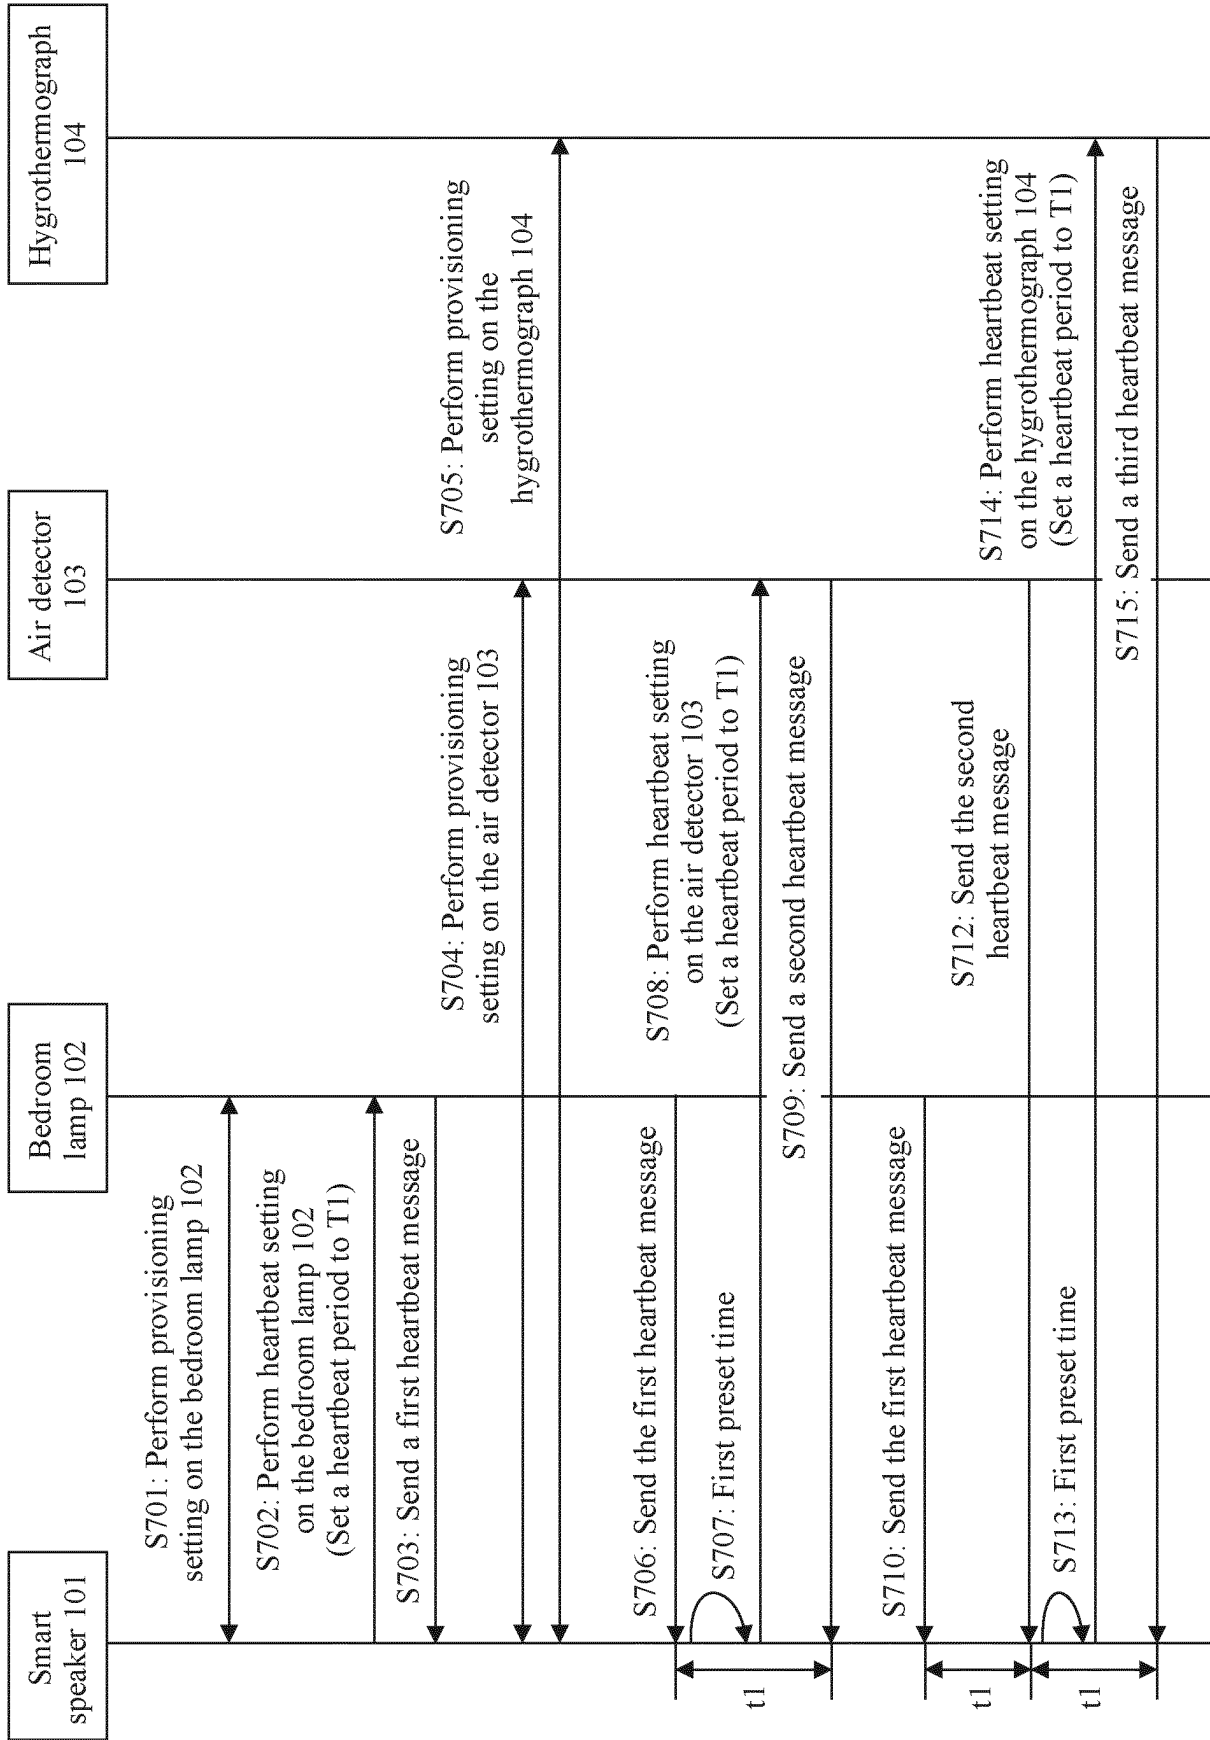 Smart
speaker 101
Bedroom
lamp 102
Air detector
103
Hygrothermograph
104
S701: Perform provisioning
setting on the bedroom lamp 102
S702: Perform heartbeat setting
on the bedroom lamp 102
(Set a heartbeat period to T1)
S703: Send a first heartbeat message
S704: Perform provisioning
setting on the air detector 103
S705: Perform provisioning
setting on the
hygrothermograph 104
S706: Send the first heartbeat message
S707: First preset time
S708: Perform heartbeat setting
on the air detector 103
(Set a heartbeat period to T1)
t1
S709: Send a second heartbeat message
S710: Send the first heartbeat message
t1
S712: Send the second
heartbeat message
S713: First preset time
t1
S714: Perform heartbeat setting
on the hygrothermograph 104
(Set a heartbeat period to T1)
S715: Send a third heartbeat message